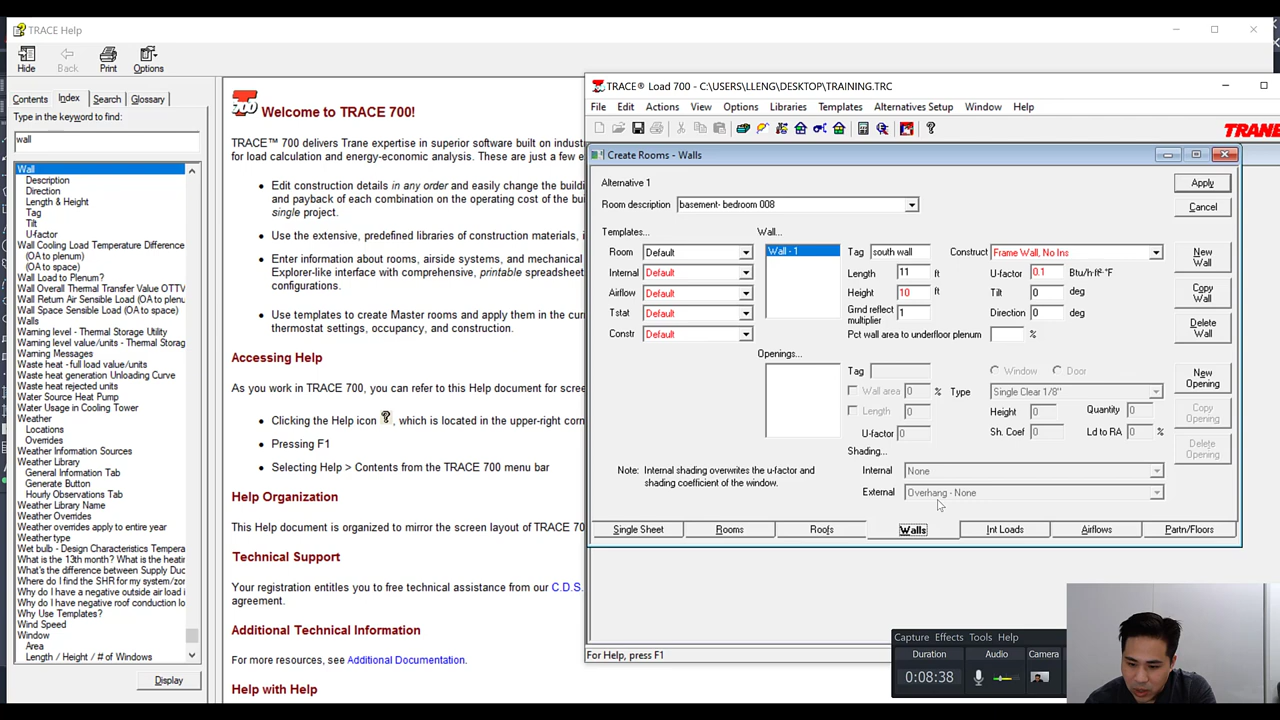 TRACE Help
Hide
Back
Print
Options
Contents
Index
Search
Glossary
Type in the keyword to find:
wall
Wall
Description
Direction
Length & Height
Tag
Tilt
U-factor
Wall Cooling Load Temperature Difference
(OA to plenum)
(OA to space)
Wall Load to Plenum?
Wall Overall Thermal Transfer Value OTTV
Wall Return Air Sensible Load (OA to plenu
Wall Space Sensible Load (OA to space)
Walls
Warning level - Thermal Storage Utility
Warning level value/units - Thermal Storage
Warning Messages
Waste heat - full load value/units
Waste heat generation Unloading Curve
Waste heat rejected units
Water Source Heat Pump
Water Usage in Cooling Tower
Weather
Locations
Overrides
Weather Information Sources
Weather Library
General Information Tab
Generate Button
Hourly Observations Tab
Weather Library Name
Weather overrides apply to entire year
Weather type
Wet bulb - Design Characteristics Tempera
What is the 13th month? What is the heatin
What's the difference between Supply Duc
Where do I find the SHR for my system/zor
Why do I have a negative outside air load i
Why do I have negative roof conduction lo
Why Use Templates?
Wind Speed
Window
Area
Length / Height / # of Windows
Display
Welcome to TRACE 700!
TRACE™ 700 delivers Trane expertise in superior software built on indust
for load calculation and energy-economic analysis. These are just a few e
Edit construction details in any order and easily change the buildi
and payback of each combination on the operating cost of the bu
single project.
Use the extensive, predefined libraries of construction materials, i
Enter information about rooms, airside systems, and mechanical
Explorer-like interface with comprehensive, printable spreadsheet
configurations.
Use templates to create Master rooms and apply them in the curr
thermostat settings, occupancy, and construction.
Accessing Help
As you work in TRACE 700, you can refer to this Help document for scree
Clicking the Help icon ?, which is located in the upper-right corn
Pressing F1
Selecting Help > Contents from the TRACE 700 menu bar
Help Organization
This Help document is organized to mirror the screen layout of TRACE 70
Technical Support
Your registration entitles you to free technical assistance from our C.D.S.
agreement.
Additional Technical Information
For more resources, see Additional Documentation.
Help with Help
TRACE® Load 700 - C:\USERS\LLENG\DESKTOP\TRAINING.TRC
File Edit Actions View Options Libraries Templates Alternatives Setup Window Help
TRANE
Create Rooms - Walls
Alternative 1
Room description basement- bedroom 008
Apply
Cancel
Templates...
Room Default
Internal Default
Airflow Default
Tstat Default
Constr Default
Wall...
Wall - 1
Tag south wall
Length 11 ft
Height 10 ft
Grnd reflect
multiplier 1
Pct wall area to underfloor plenum %
Construct Frame Wall, No Ins
U-factor 0.1 Btu/h·ft²·°F
Tilt 0 deg
Direction 0 deg
New
Wall
Copy
Wall
Delete
Wall
Openings...
Tag
Window Door
Wall area 0 % Type Single Clear 1/8"
Length 0 Height 0 Quantity 0
U-factor 0 Sh. Coef 0 Ld to RA 0 %
New
Opening
Copy
Opening
Delete
Opening
Shading...
Internal None
External Overhang - None
Note: Internal shading overwrites the u-factor and
shading coefficient of the window.
Single Sheet Rooms Roofs Walls Int Loads Airflows Partn/Floors
For Help, press F1
Capture Effects Tools Help
Duration Audio Camera
0:08:38